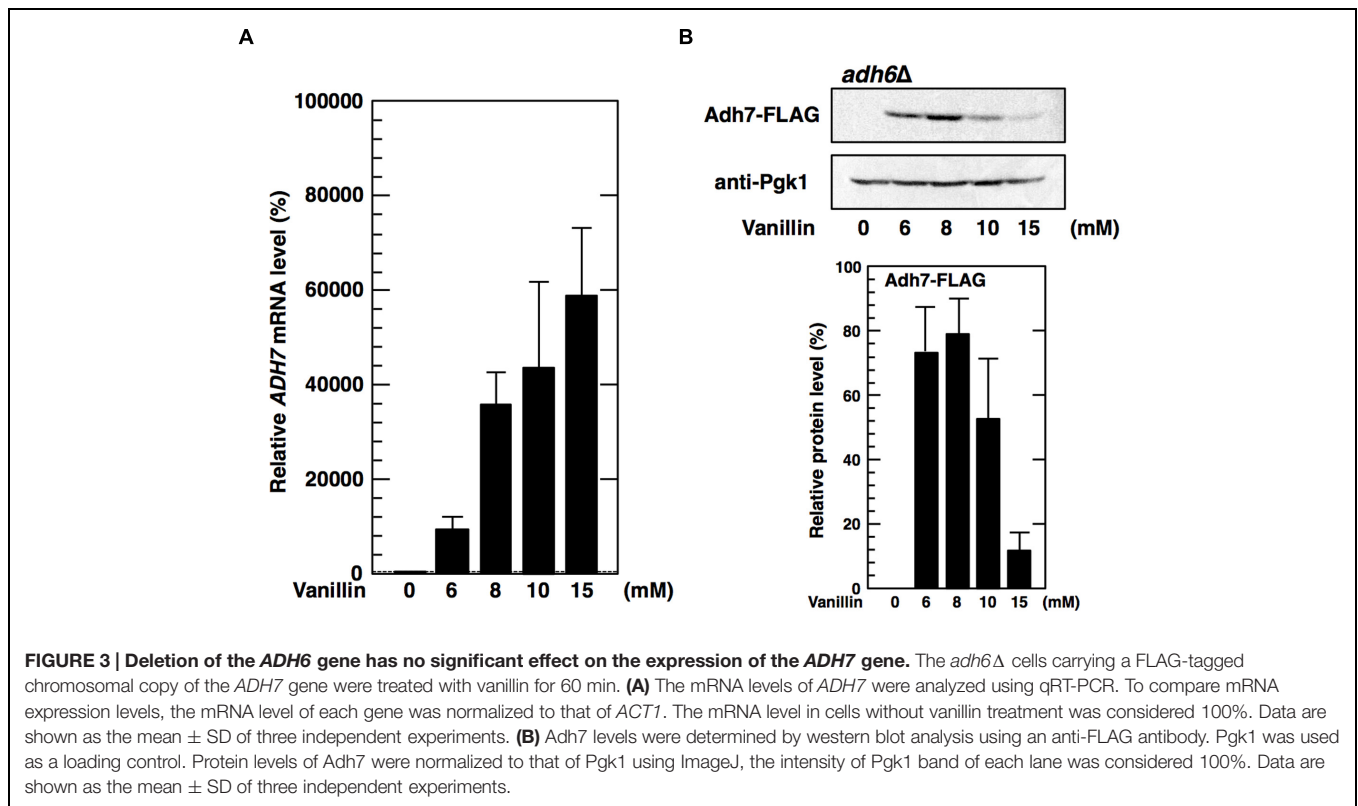 A
100000
80000
60000
40000
20000
0
Relative ADH7 mRNA level (%)
Vanillin 0 6 8 10 15 (mM)
B
adh6Δ
Adh7-FLAG
anti-Pgk1
Vanillin 0 6 8 10 15 (mM)
100
80
60
40
20
0
Adh7-FLAG
Relative protein level (%)
Vanillin 0 6 8 10 15 (mM)
FIGURE 3 | Deletion of the ADH6 gene has no significant effect on the expression of the ADH7 gene. The adh6Δ cells carrying a FLAG-tagged
chromosomal copy of the ADH7 gene were treated with vanillin for 60 min. (A) The mRNA levels of ADH7 were analyzed using qRT-PCR. To compare mRNA
expression levels, the mRNA level of each gene was normalized to that of ACT1. The mRNA level in cells without vanillin treatment was considered 100%. Data are
shown as the mean ± SD of three independent experiments. (B) Adh7 levels were determined by western blot analysis using an anti-FLAG antibody. Pgk1 was used
as a loading control. Protein levels of Adh7 were normalized to that of Pgk1 using ImageJ, the intensity of Pgk1 band of each lane was considered 100%. Data are
shown as the mean ± SD of three independent experiments.